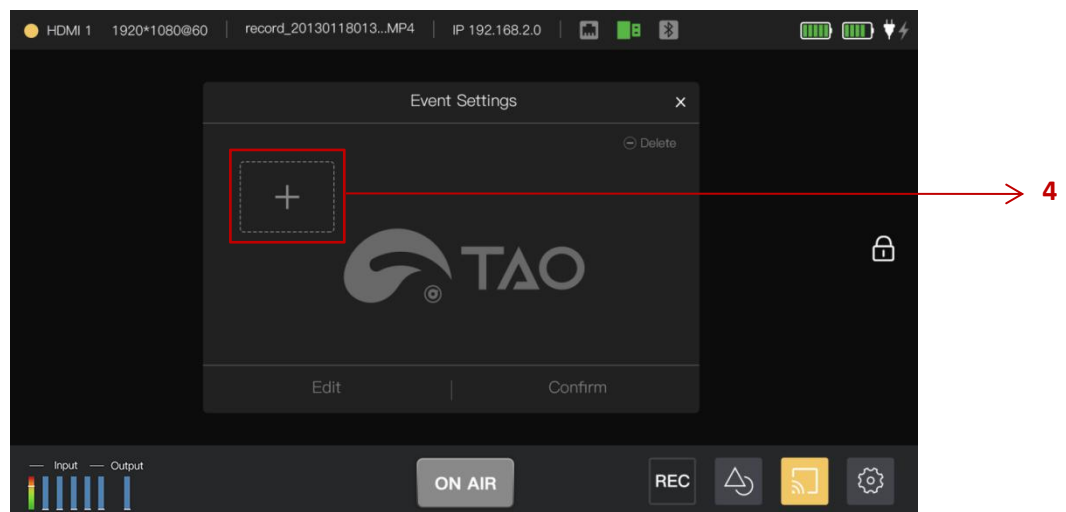 HDMI 1 1920*1080@60 record_20130118013...MP4 IP 192.168.2.0
Event Settings
Delete
4
TAO
Edit Confirm
Input Output
ON AIR REC